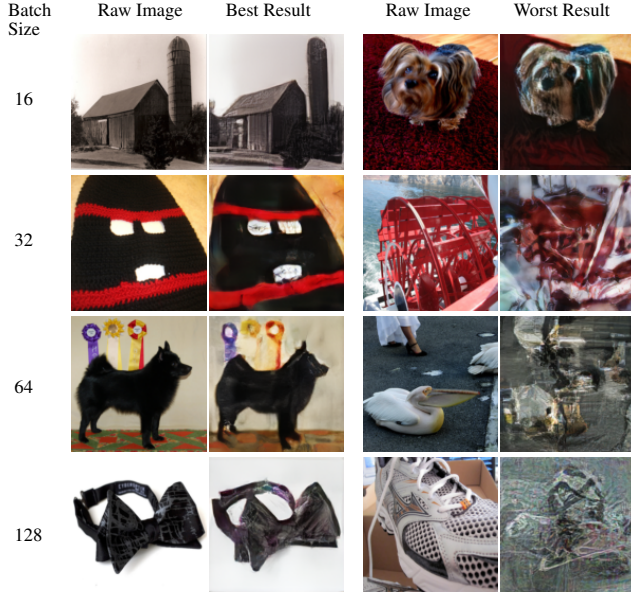 Batch
Size
Raw Image
Best Result
Raw Image
Worst Result
16
32
64
128